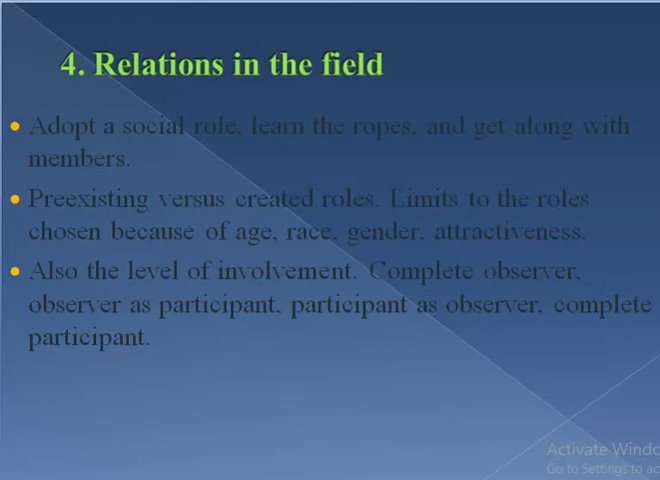 4. Relations in the field
Adopt a social role, learn the ropes, and get along with
members.
Preexisting versus created roles. Limits to the roles
chosen because of age, race, gender, attractiveness.
Also the level of involvement. Complete observer,
observer as participant, participant as observer, complete
participant.
Activate Windo
Go to Settings to ac